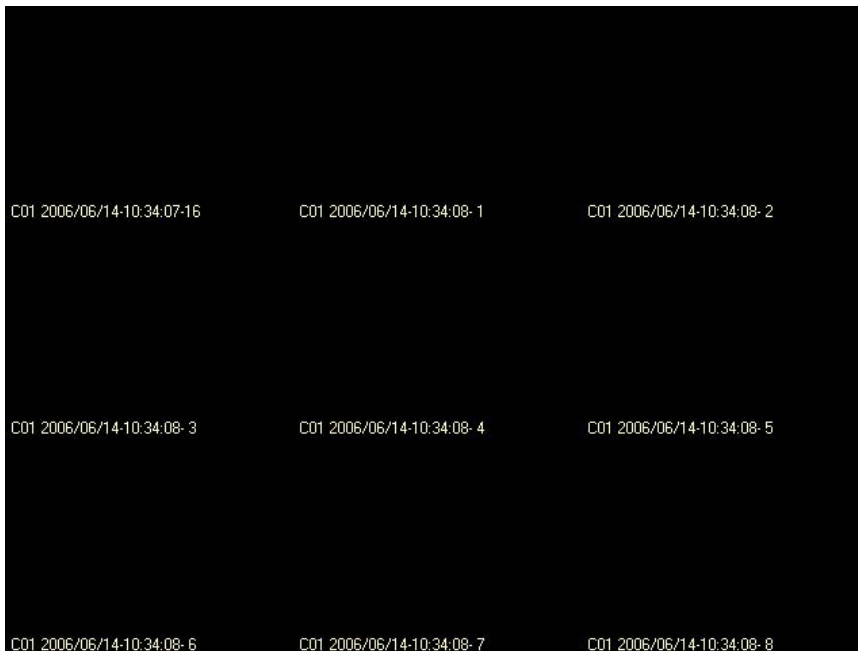 C01 2006/06/14-10:34:07-16
C01 2006/06/14-10:34:08- 1
C01 2006/06/14-10:34:08- 2
C01 2006/06/14-10:34:08- 3
C01 2006/06/14-10:34:08- 4
C01 2006/06/14-10:34:08- 5
C01 2006/06/14-10:34:08- 6
C01 2006/06/14-10:34:08- 7
C01 2006/06/14-10:34:08- 8